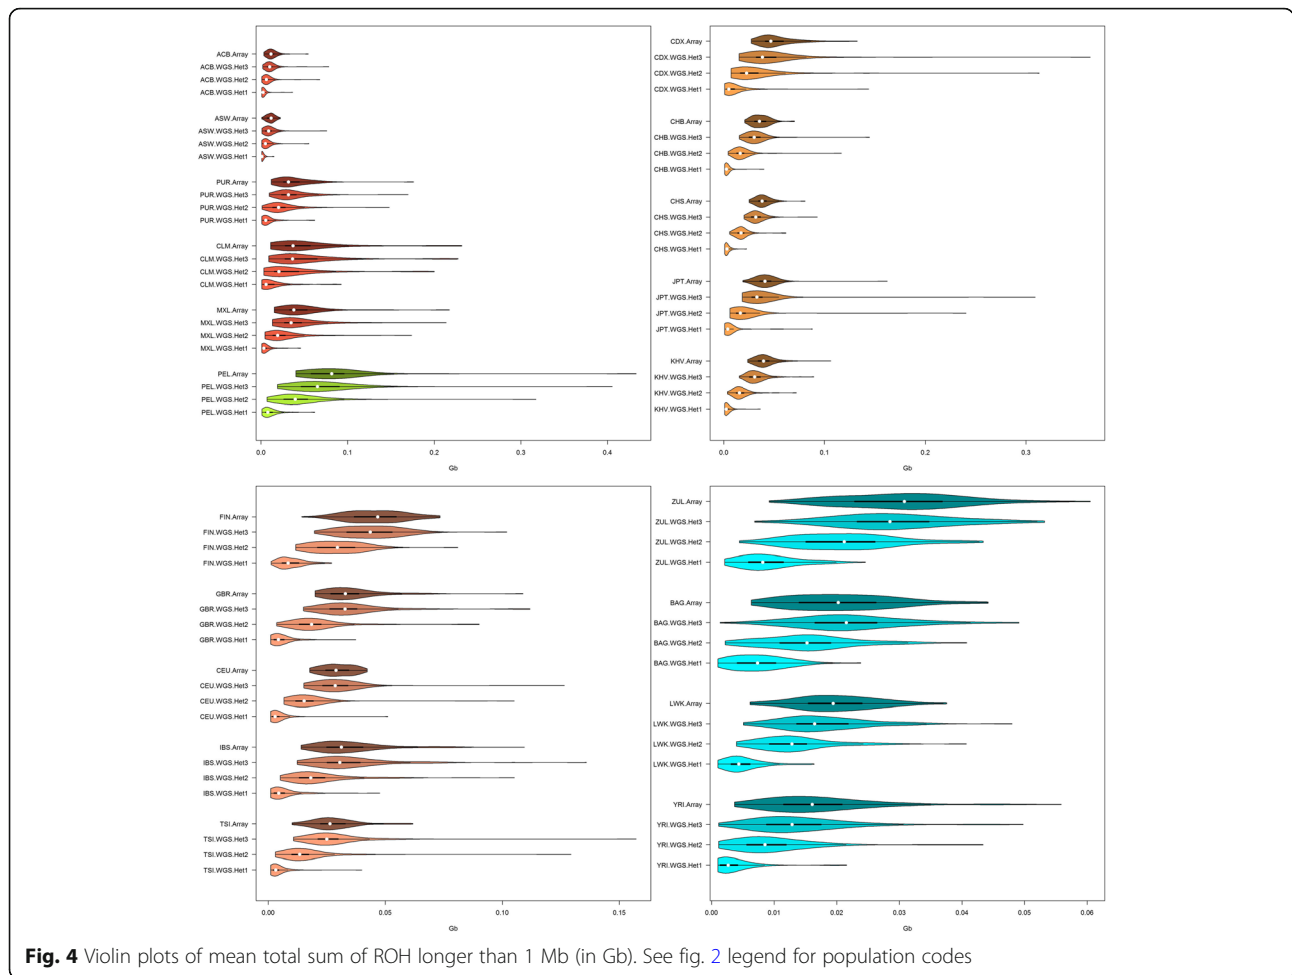 ACB.Array
ACB.WGS.Het3
ACB.WGS.Het2
ACB.WGS.Het1
ASW.Array
ASW.WGS.Het3
ASW.WGS.Het2
ASW.WGS.Het1
PUR.Array
PUR.WGS.Het3
PUR.WGS.Het2
PUR.WGS.Het1
CLM.Array
CLM.WGS.Het3
CLM.WGS.Het2
CLM.WGS.Het1
MXL.Array
MXL.WGS.Het3
MXL.WGS.Het2
MXL.WGS.Het1
PEL.Array
PEL.WGS.Het3
PEL.WGS.Het2
PEL.WGS.Het1
0.0 0.1 0.2 0.3 0.4
Gb
CDX.Array
CDX.WGS.Het3
CDX.WGS.Het2
CDX.WGS.Het1
CHB.Array
CHB.WGS.Het3
CHB.WGS.Het2
CHB.WGS.Het1
CHS.Array
CHS.WGS.Het3
CHS.WGS.Het2
CHS.WGS.Het1
JPT.Array
JPT.WGS.Het3
JPT.WGS.Het2
JPT.WGS.Het1
KHV.Array
KHV.WGS.Het3
KHV.WGS.Het2
KHV.WGS.Het1
0.0 0.1 0.2 0.3
Gb
FIN.Array
FIN.WGS.Het3
FIN.WGS.Het2
FIN.WGS.Het1
GBR.Array
GBR.WGS.Het3
GBR.WGS.Het2
GBR.WGS.Het1
CEU.Array
CEU.WGS.Het3
CEU.WGS.Het2
CEU.WGS.Het1
IBS.Array
IBS.WGS.Het3
IBS.WGS.Het2
IBS.WGS.Het1
TSI.Array
TSI.WGS.Het3
TSI.WGS.Het2
TSI.WGS.Het1
0.00 0.05 0.10 0.15
Gb
ZUL.Array
ZUL.WGS.Het3
ZUL.WGS.Het2
ZUL.WGS.Het1
BAG.Array
BAG.WGS.Het3
BAG.WGS.Het2
BAG.WGS.Het1
LWK.Array
LWK.WGS.Het3
LWK.WGS.Het2
LWK.WGS.Het1
YRI.Array
YRI.WGS.Het3
YRI.WGS.Het2
YRI.WGS.Het1
0.00 0.01 0.02 0.03 0.04 0.05 0.06
Gb
Fig. 4 Violin plots of mean total sum of ROH longer than 1 Mb (in Gb). See fig. 2 legend for population codes